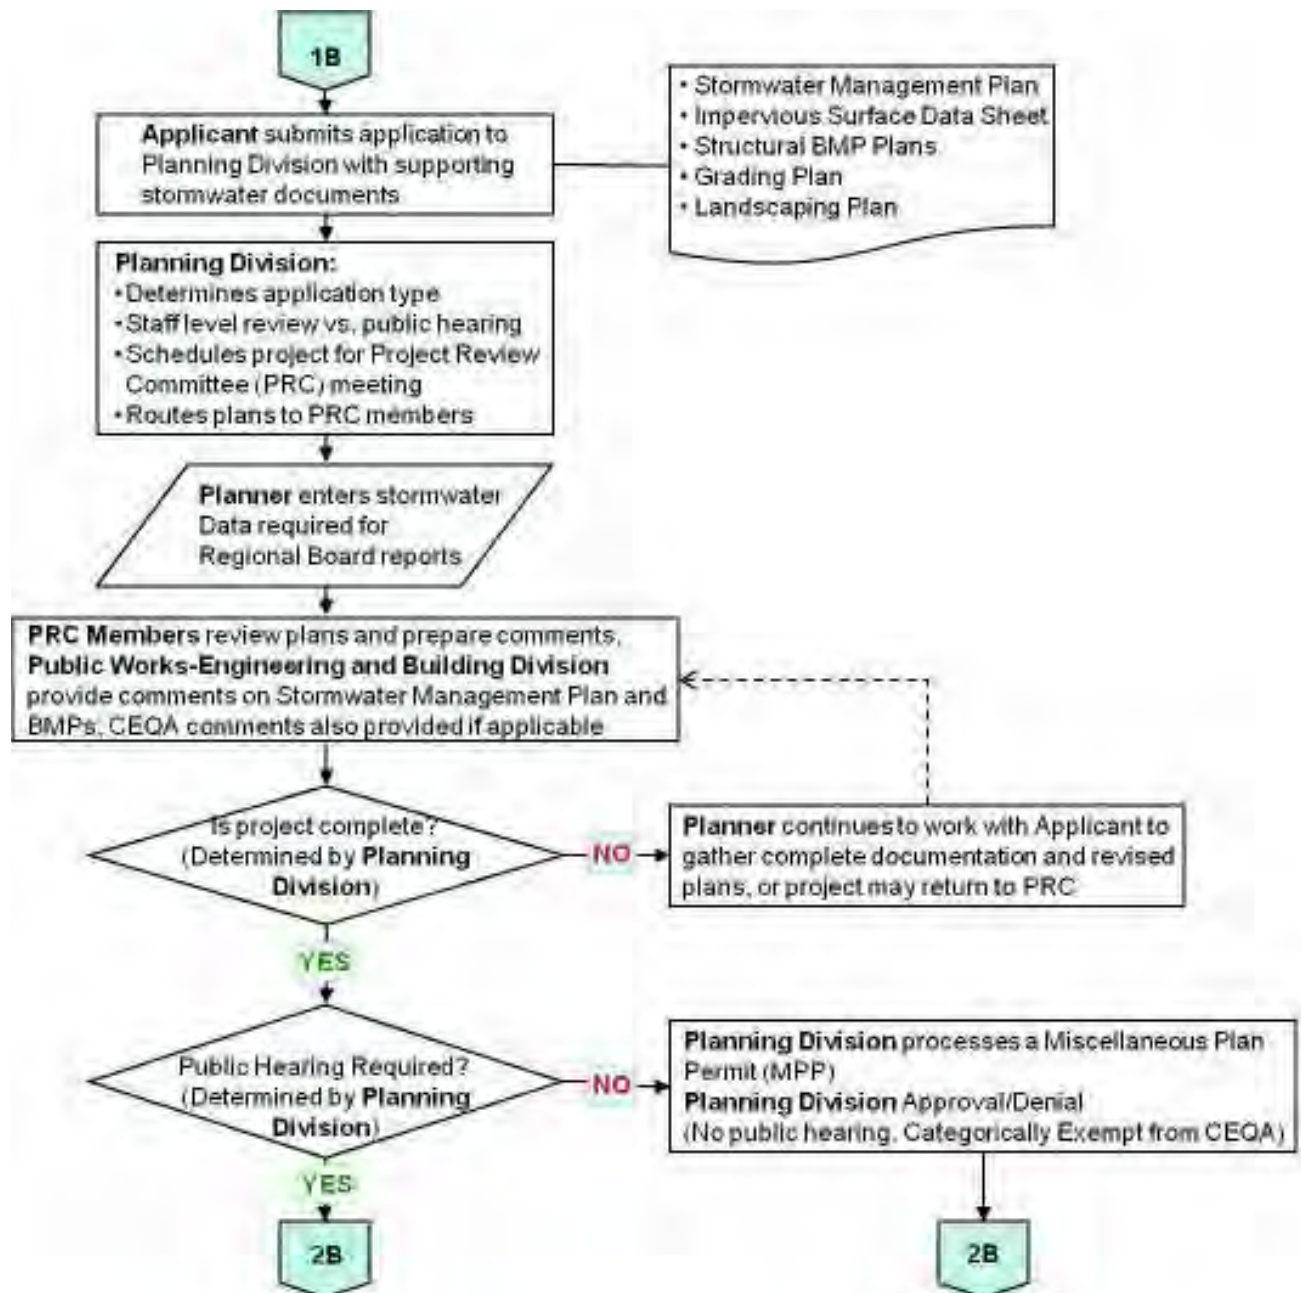 1B
Applicant submits application to
Planning Division with supporting
stormwater documents
• Stormwater Management Plan
• Impervious Surface Data Sheet
• Structural BMP Plans
• Grading Plan
• Landscaping Plan
Planning Division:
• Determines application type
• Staff level review vs. public hearing
• Schedules project for Project Review
Committee (PRC) meeting
• Routes plans to PRC members
Planner enters stormwater
Data required for
Regional Board reports
PRC Members review plans and prepare comments.
Public Works-Engineering and Building Division
provide comments on Stormwater Management Plan and
BMPs, CEQA comments also provided if applicable
Is project complete?
(Determined by Planning
Division)
NO
Planner continues to work with Applicant to
gather complete documentation and revised
plans, or project may return to PRC
YES
Public Hearing Required?
(Determined by Planning
Division)
NO
Planning Division processes a Miscellaneous Plan
Permit (MPP)
Planning Division Approval/Denial
(No public hearing, Categorically Exempt from CEQA)
YES
2B
2B